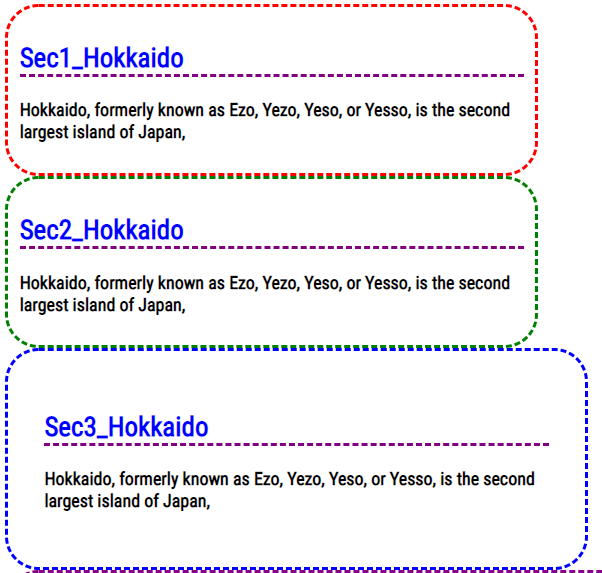 Sec1_Hokkaido
Hokkaido, formerly known as Ezo, Yezo, Yeso, or Yesso, is the second
largest island of Japan,
Sec2_Hokkaido
Hokkaido, formerly known as Ezo, Yezo, Yeso, or Yesso, is the second
largest island of Japan,
Sec3_Hokkaido
Hokkaido, formerly known as Ezo, Yezo, Yeso, or Yesso, is the second
largest island of Japan,